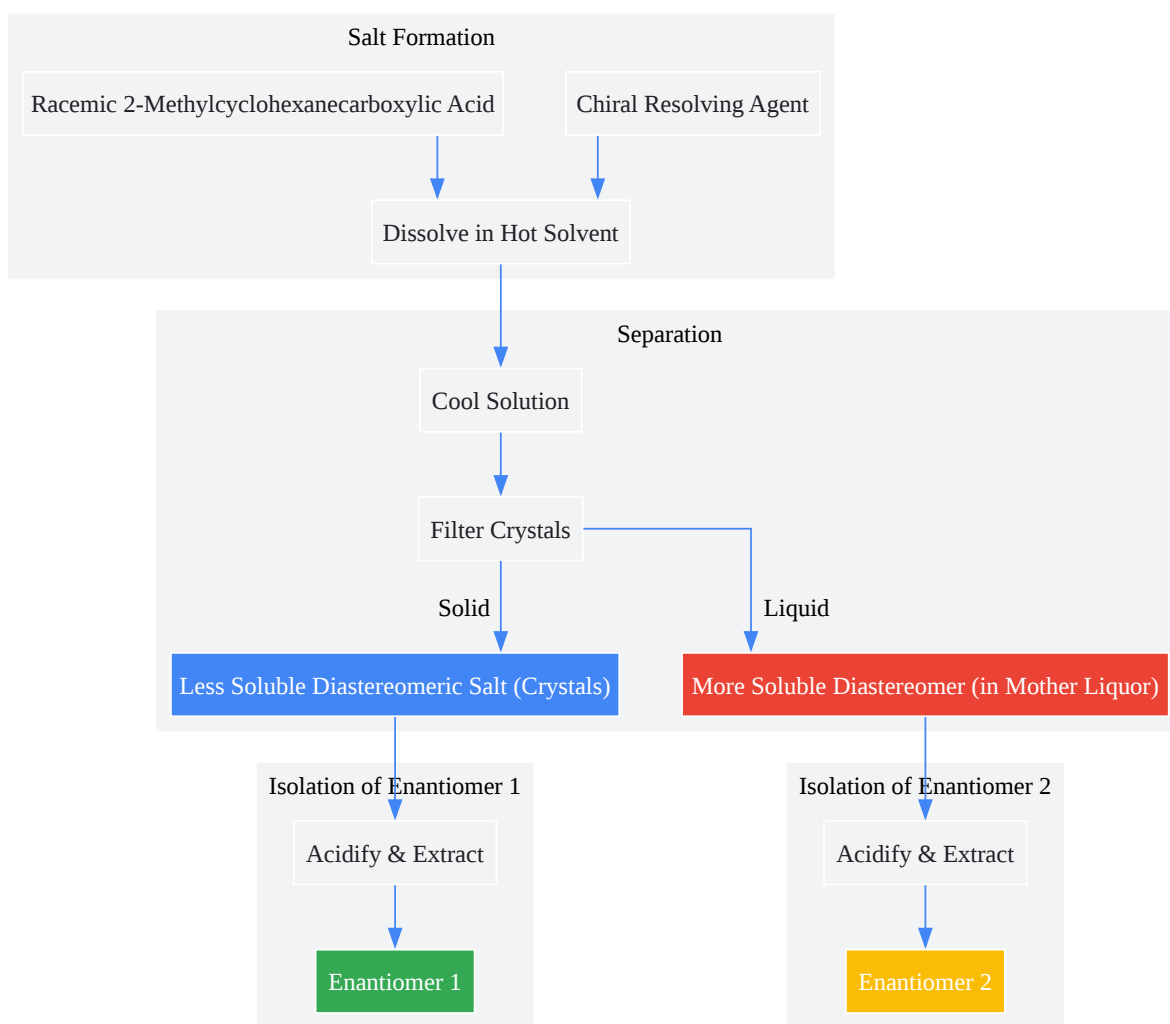 Salt Formation
Racemic 2-Methylcyclohexanecarboxylic Acid
Chiral Resolving Agent
Dissolve in Hot Solvent
Separation
Cool Solution
Filter Crystals
Solid
Liquid
Less Soluble Diastereomeric Salt (Crystals)
More Soluble Diastereomer (in Mother Liquor)
Isolation of Enantiomer 1
Isolation of Enantiomer 2
Acidify & Extract
Acidify & Extract
Enantiomer 1
Enantiomer 2